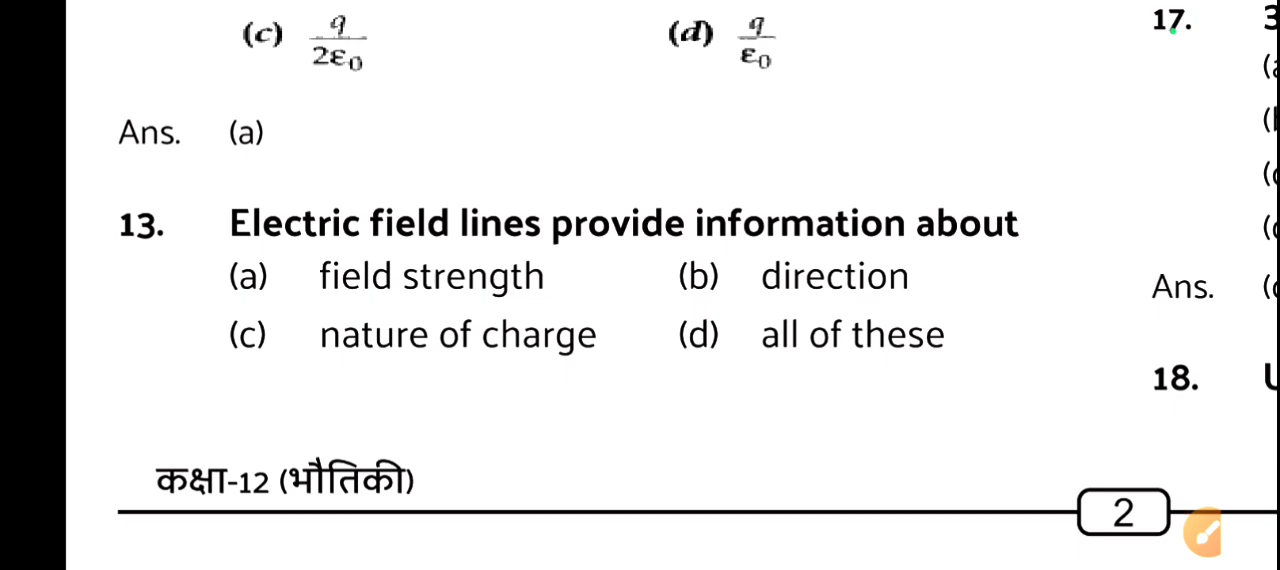 (c) q/2ε₀ (d) q/ε₀
Ans. (a)
13. Electric field lines provide information about
(a) field strength (b) direction
(c) nature of charge (d) all of these
कक्षा-12 (भौतिकी)
2
17.
Ans.
18.